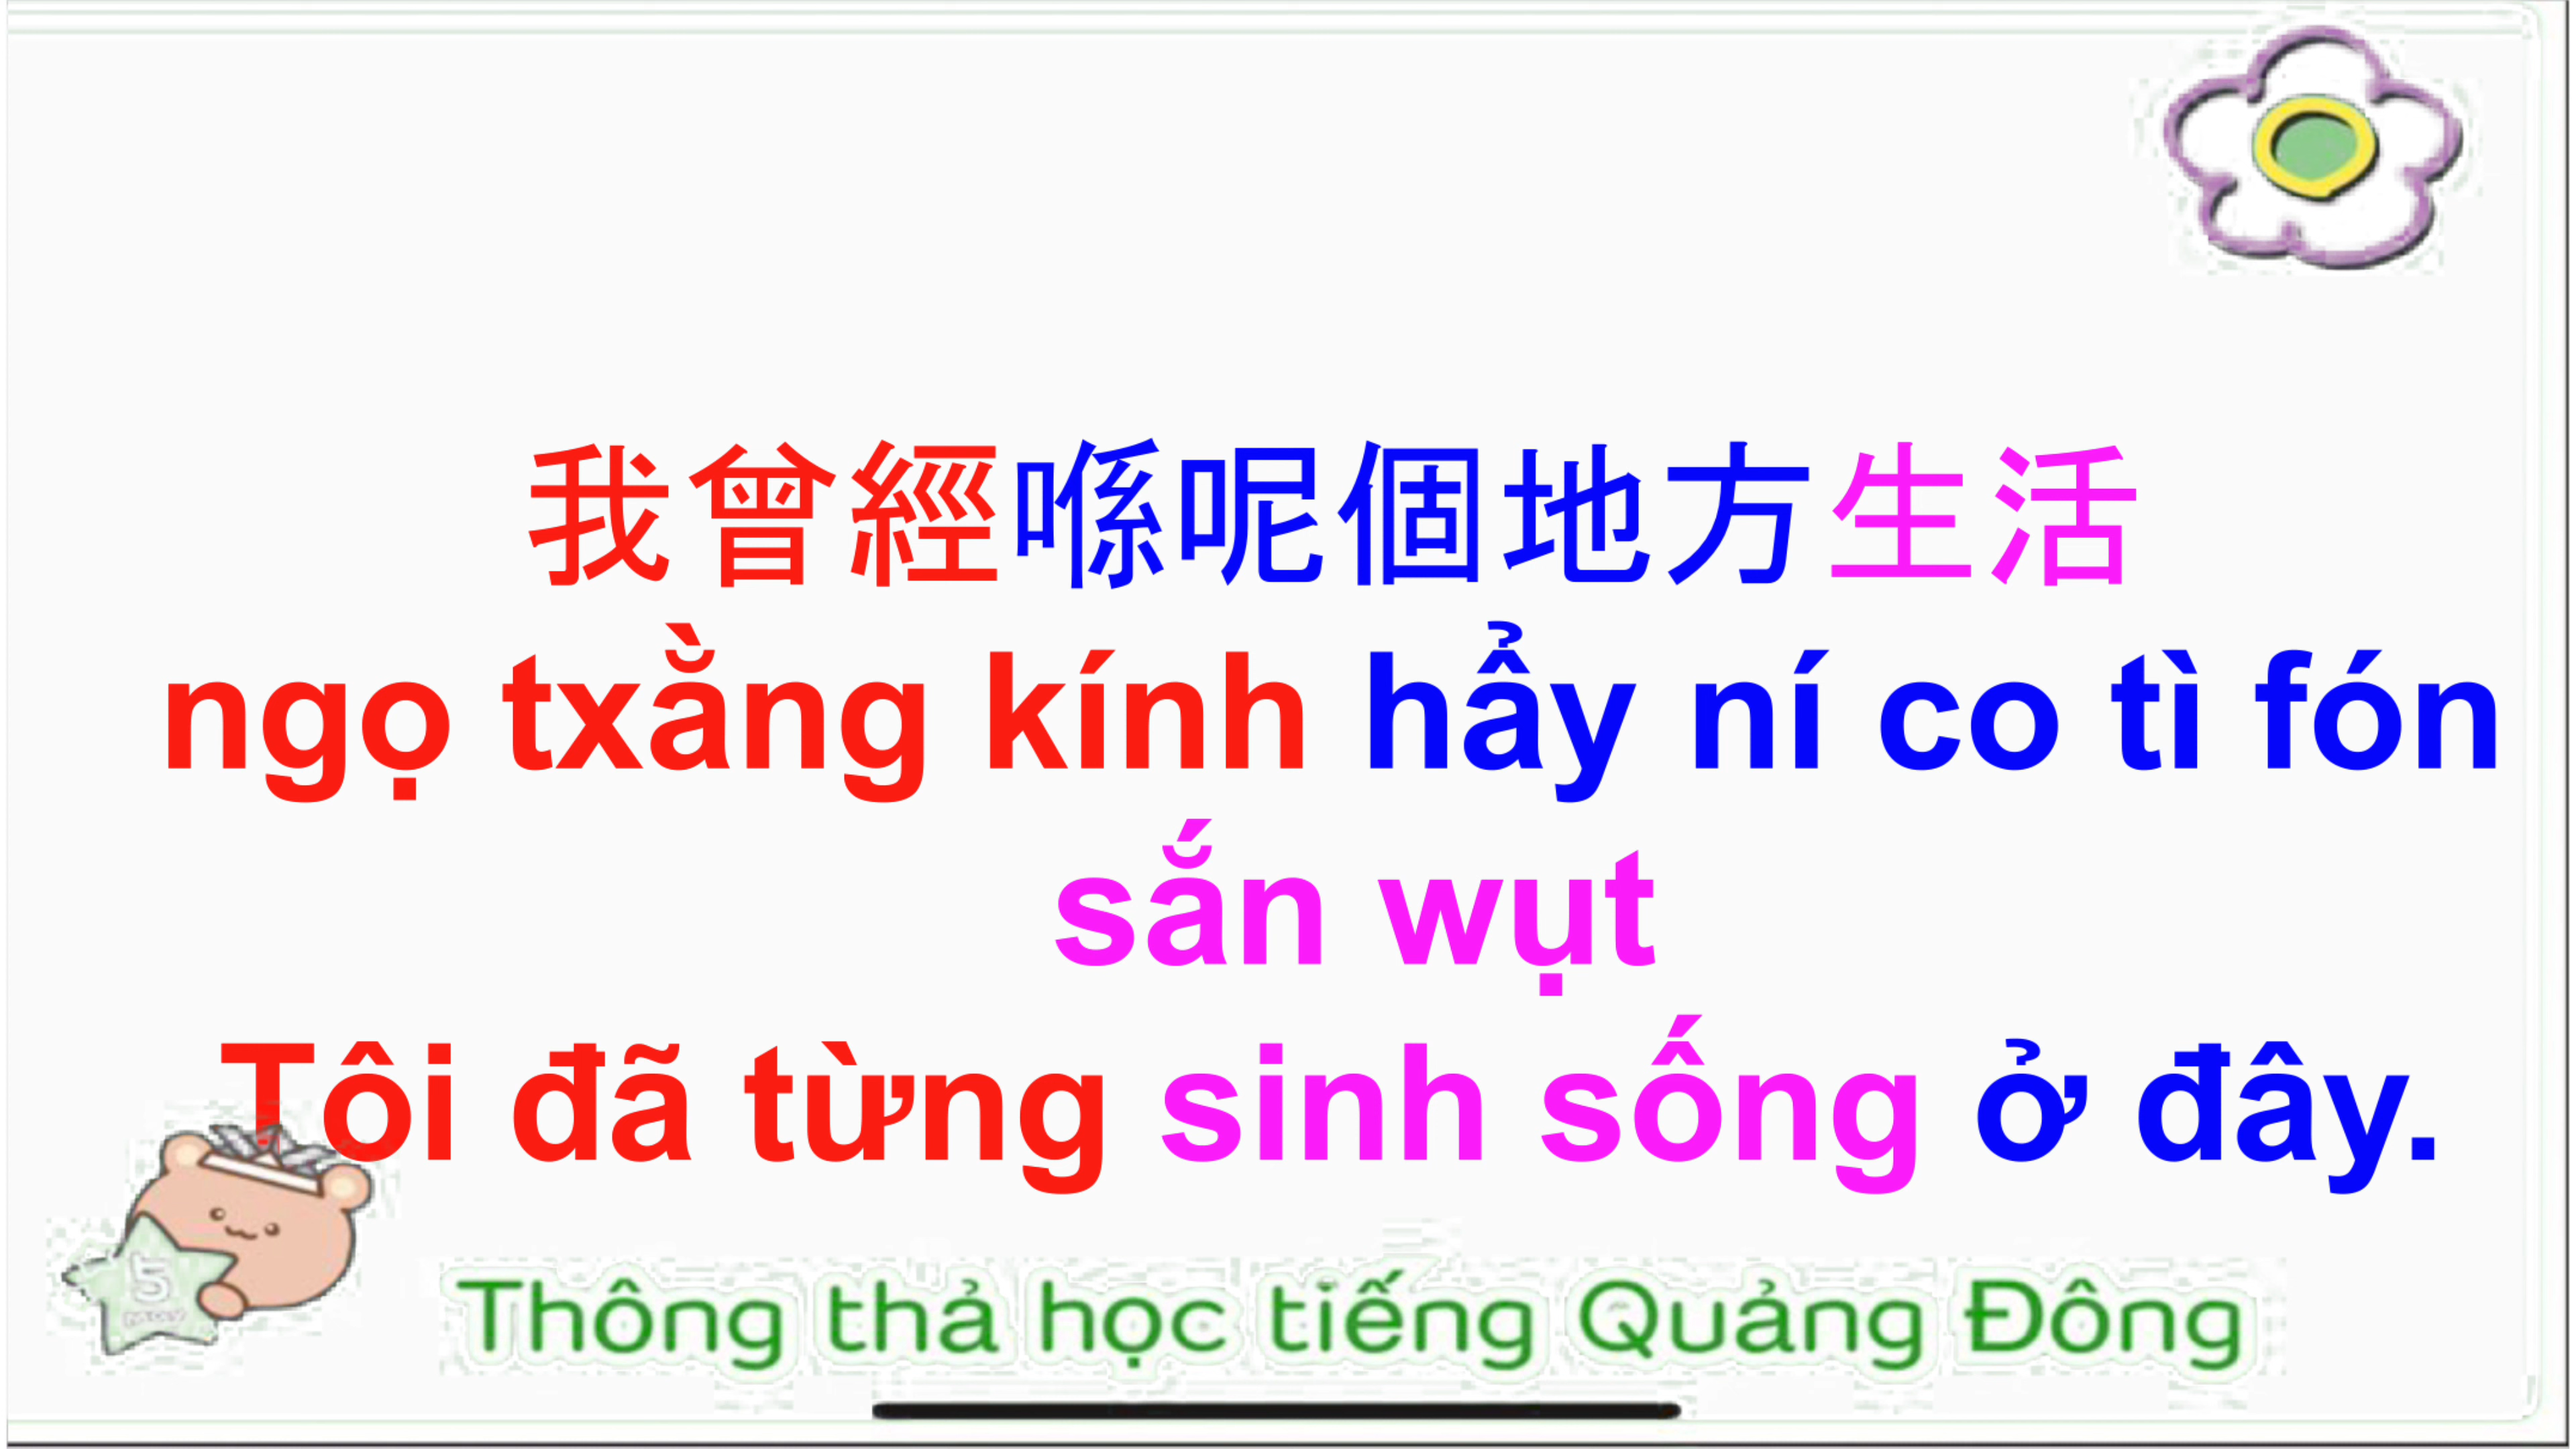 我曾經喺呢個地方生活
ngọ txằng kính hẩy ní co tì fón
sắn wụt
Tôi đã từng sinh sống ở đây.
5
Thông thả học tiếng Quảng Đông